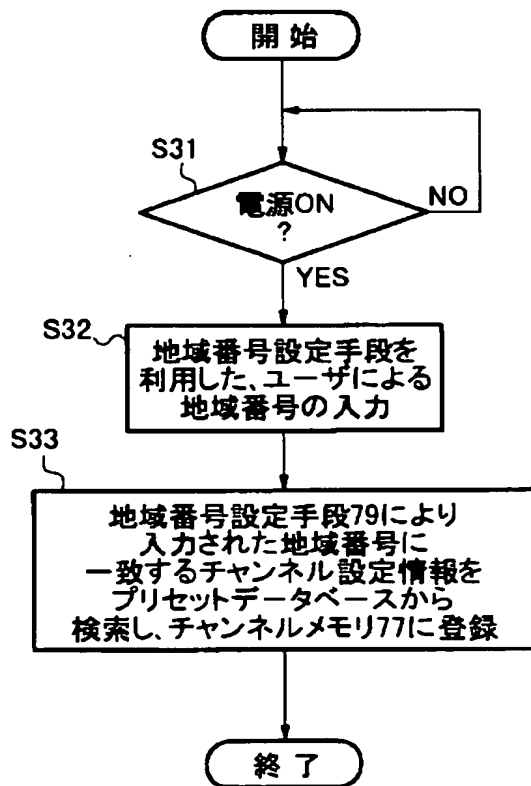 開始
S31
電源ON
?
NO
YES
S32
地域番号設定手段を
利用した、ユーザによる
地域番号の入力
S33
地域番号設定手段79により
入力された地域番号に
一致するチャンネル設定情報を
プリセットデータベースから
検索し、チャンネルメモリ77に登録
終了